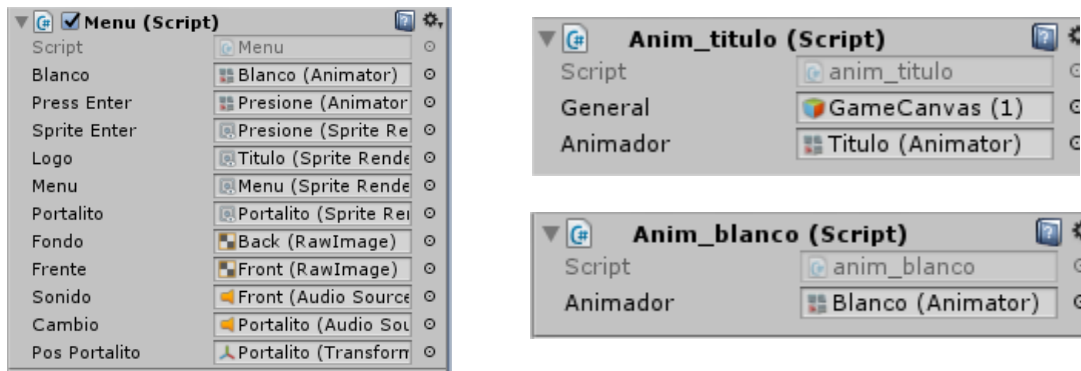 Menu (Script)
Script Menu
Blanco Blanco (Animator)
Press Enter Presione (Animator
Sprite Enter Presione (Sprite Re
Logo Titulo (Sprite Rende
Menu Menu (Sprite Rende
Portalito Portalito (Sprite Rei
Fondo Back (RawImage)
Frente Front (RawImage)
Sonido Front (Audio Source
Cambio Portalito (Audio Sou
Pos Portalito Portalito (Transform
Anim_titulo (Script)
Script anim_titulo
General GameCanvas (1)
Animador Titulo (Animator)
Anim_blanco (Script)
Script anim_blanco
Animador Blanco (Animator)